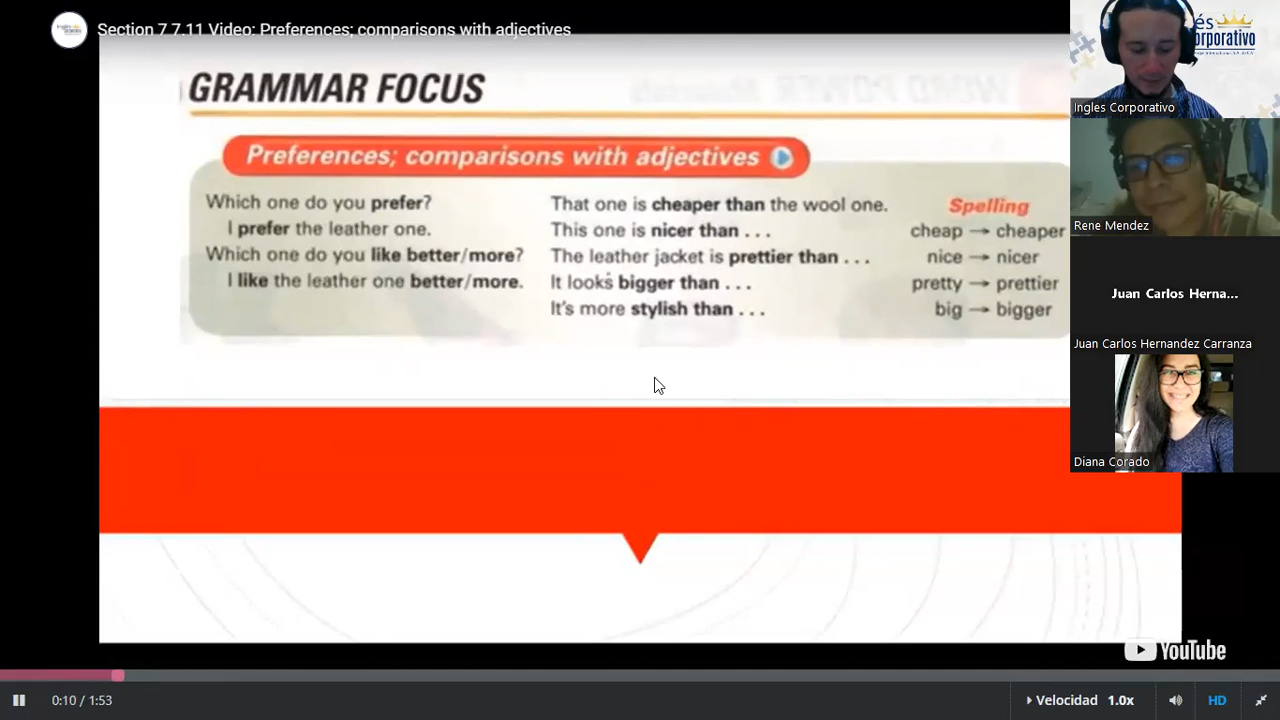 Section 7 7.11 Video: Preferences; comparisons with adjectives
GRAMMAR FOCUS
Preferences; comparisons with adjectives
Which one do you prefer?
I prefer the leather one.
Which one do you like better/more?
I like the leather one better/more.
That one is cheaper than the wool one.
This one is nicer than . . .
The leather jacket is prettier than . . .
It looks bigger than . . .
It's more stylish than . . .
Spelling
cheap → cheaper
nice → nicer
pretty → prettier
big → bigger
Ingles Corporativo
Rene Mendez
Juan Carlos Herna...
Juan Carlos Hernandez Carranza
Diana Corado
YouTube
0:10 / 1:53
Velocidad 1.0x
HD